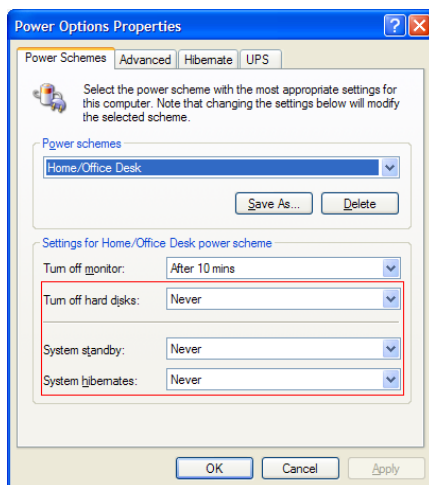 Power Options Properties
Power Schemes Advanced Hibernate UPS
Select the power scheme with the most appropriate settings for
this computer. Note that changing the settings below will modify
the selected scheme.
Power schemes
Home/Office Desk
Save As... Delete
Settings for Home/Office Desk power scheme
Turn off monitor: After 10 mins
Turn off hard disks: Never
System standby: Never
System hibernates: Never
OK Cancel Apply